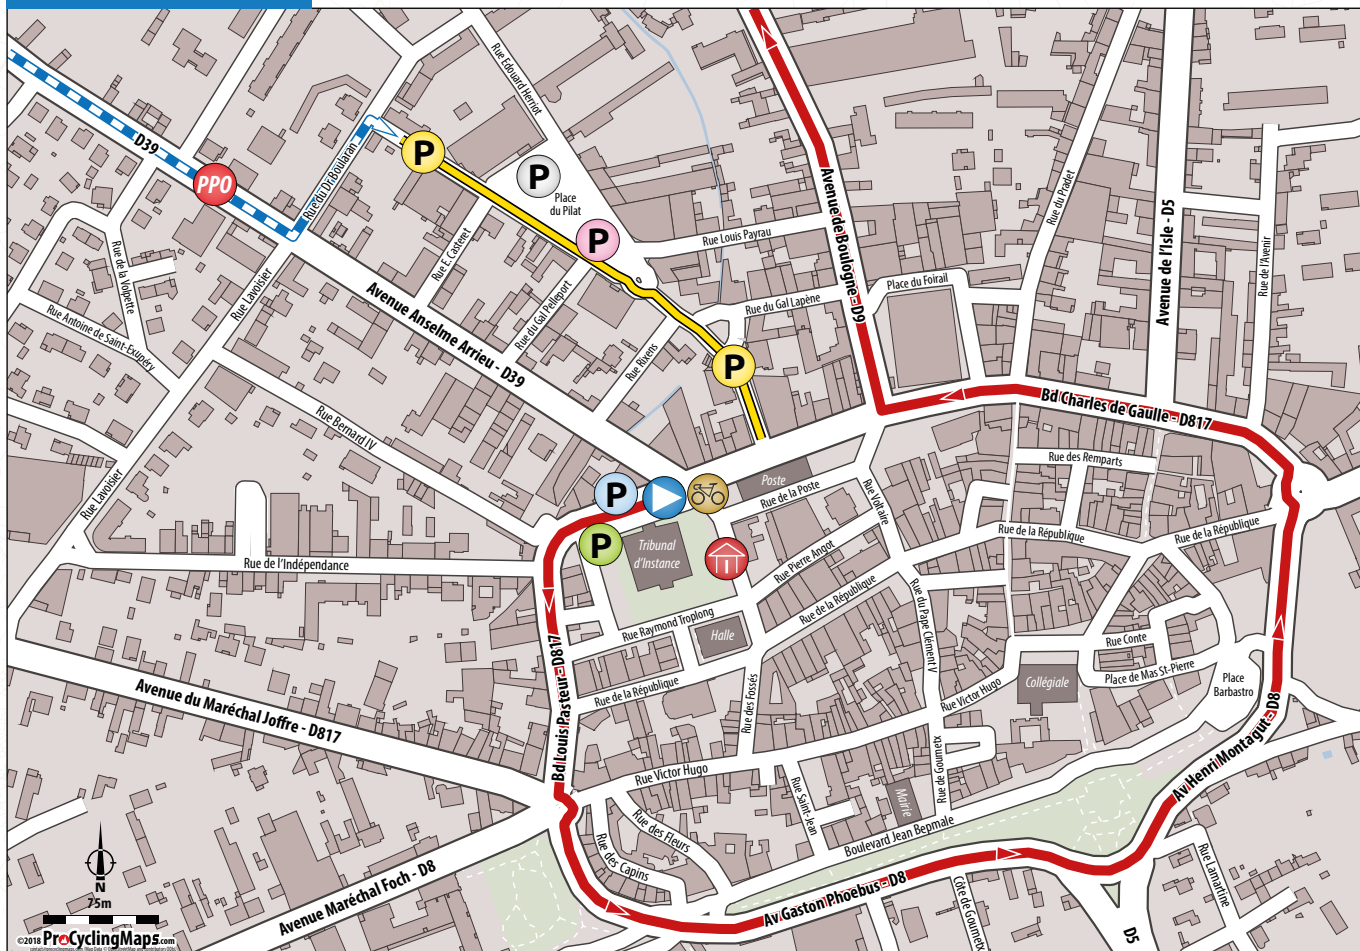 D39
PPO
Rue du Dr. Boularan
P
Rue Edouard Herriot
P
Place
du Pilat
P
Rue E. Casteret
Rue du Gal Pelleport
Rue Rixens
Rue Louis Payrau
Rue du Gal Lapène
P
Avenue de Boulogne - D9
Place du Foirail
Rue du Pradet
Avenue de l'Isle - D5
Rue de l'Avenir
Rue de la Volpette
Rue Antoine de Saint-Exupéry
Rue Lavoisier
Avenue Anselme Arrieu - D39
Rue Bernard IV
Rue Lavoisier
Bd Charles de Gaulle - D817
Rue des Remparts
Poste
Rue de la Poste
Rue Voltaire
P
P
Tribunal
d'Instance
Rue de l'Indépendance
Rue Pierre Angot
Rue de la République
Rue de la République
Rue de la République
Rue Raymond Troplong
Halle
Rue du Pape Clément V
Rue Conte
Place de Mas St-Pierre
Place
Barbastro
Collégiale
Rue Victor Hugo
Rue de la République
Rue des Fossés
Bd Louis Pasteur - D817
Avenue du Maréchal Joffre - D817
Rue Victor Hugo
Rue de Goumetx
Mairie
Rue Saint-Jean
Boulevard Jean Bepmale
Rue des Fleurs
Rue des Capins
Av Henri Montagut - D8
Av Gaston Phoebus - D8
Avenue Maréchal Foch - D8
Côte de Goumetx
Rue Lamartine
D5
N
75m
©2018 ProCyclingMaps.com